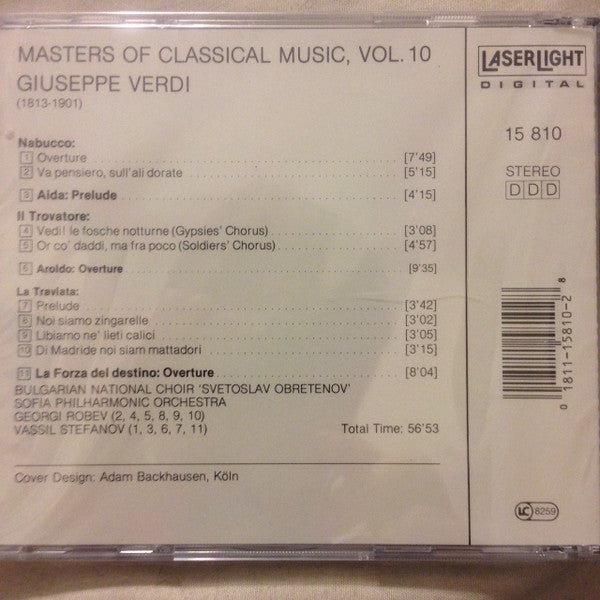 MASTERS OF CLASSICAL MUSIC, VOL. 10
GIUSEPPE VERDI
(1813-1901)
Nabucco:
1 Overture [7'49]
2 Va pensiero, sull'ali dorate [5'15]
3 Aida: Prelude [4'15]
Il Trovatore:
4 Vedi! le fosche notturne (Gypsies' Chorus) [3'08]
5 Or co' daddi, ma fra poco (Soldiers' Chorus) [4'57]
6 Aroldo: Overture [9'35]
La Traviata:
7 Prelude [3'42]
8 Noi siamo zingarelle [3'02]
9 Libiamo ne' lieti calici [3'05]
10 Di Madride noi siam mattadori [3'15]
11 La Forza del destino: Overture [8'04]
BULGARIAN NATIONAL CHOIR 'SVETOSLAV OBRETENOV'
SOFIA PHILHARMONIC ORCHESTRA
GEORGI ROBEV (2, 4, 5, 8, 9, 10)
VASSIL STEFANOV (1, 3, 6, 7, 11) Total Time: 56'53
Cover Design: Adam Backhausen, Köln
LASERLIGHT
DIGITAL
15 810
STEREO
DDD
0 1811-15810-2 8
LC 8259